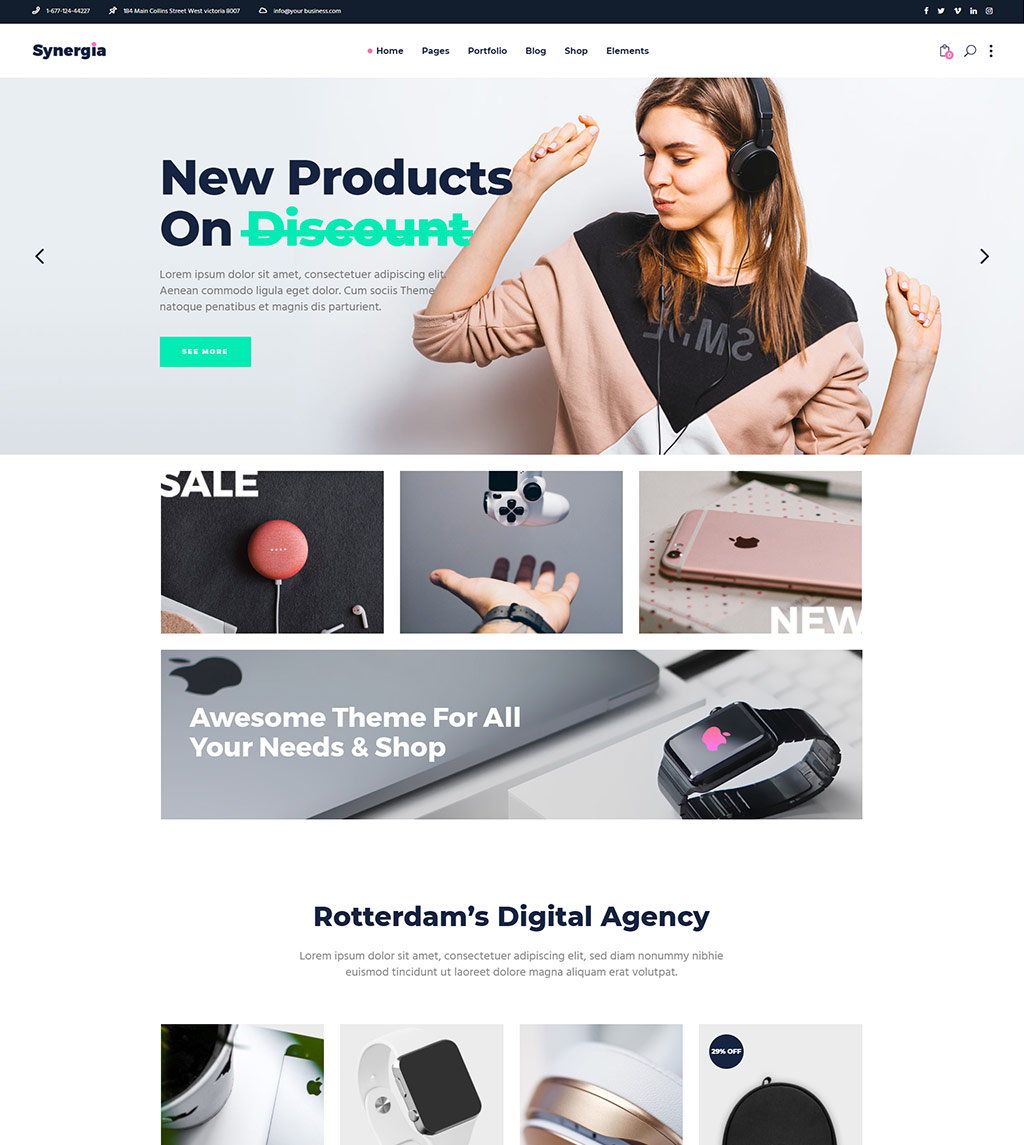 1-677-124-44227
184 Main Collins Street West victoria 8007
info@your business.com
Synergia
Home
Pages
Portfolio
Blog
Shop
Elements
0
New Products
On Discount
Lorem ipsum dolor sit amet, consectetuer adipiscing elit.
Aenean commodo ligula eget dolor. Cum sociis Theme
natoque penatibus et magnis dis parturient.
SEE MORE
SMILE
SALE
NEW
Awesome Theme For All
Your Needs & Shop
Rotterdam’s Digital Agency
Lorem ipsum dolor sit amet, consectetuer adipiscing elit, sed diam nonummy nibhie
euismod tincidunt ut laoreet dolore magna aliquam erat volutpat.
29% OFF